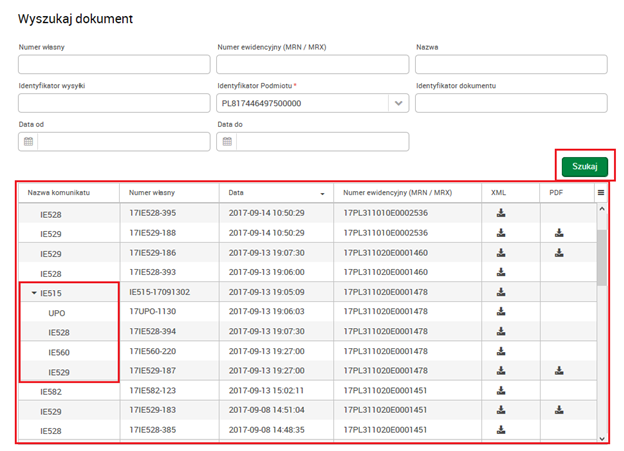 Wyszukaj dokument
Numer własny Numer ewidencyjny (MRN / MRX) Nazwa
Identyfikator wysyłki Identyfikator Podmiotu * Identyfikator dokumentu
PL817446497500000
Data od Data do
Szukaj
Nazwa komunikatu Numer własny Data Numer ewidencyjny (MRN / MRX) XML PDF
IE528 17IE528-395 2017-09-14 10:50:29 17PL311010E0002536
IE529 17IE529-188 2017-09-14 10:50:29 17PL311010E0002536
IE529 17IE529-186 2017-09-13 19:07:30 17PL311020E0001460
IE528 17IE528-393 2017-09-13 19:06:00 17PL311020E0001460
IE515 IE515-17091302 2017-09-13 19:05:09 17PL311020E0001478
UPO 17UPO-1130 2017-09-13 19:06:03 17PL311020E0001478
IE528 17IE528-394 2017-09-13 19:07:30 17PL311020E0001478
IE560 17IE560-220 2017-09-13 19:27:00 17PL311020E0001478
IE529 17IE529-187 2017-09-13 19:27:00 17PL311020E0001478
IE582 17IE582-123 2017-09-13 15:02:11 17PL311020E0001451
IE529 17IE529-183 2017-09-08 14:51:04 17PL311020E0001451
IE528 17IE528-385 2017-09-08 14:48:35 17PL311020E0001451